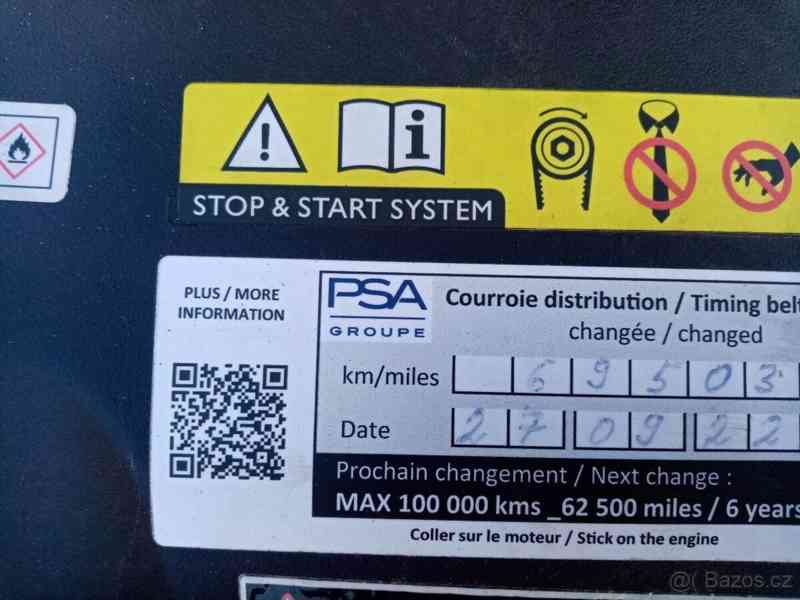 STOP & START SYSTEM
PLUS / MORE
INFORMATION
PSA
GROUPE
Courroie distribution / Timing belt
changée / changed
km/miles 69503
Date 27 09 22
Prochain changement / Next change :
MAX 100 000 kms _62 500 miles / 6 years
Coller sur le moteur / Stick on the engine
@( Bazos.cz